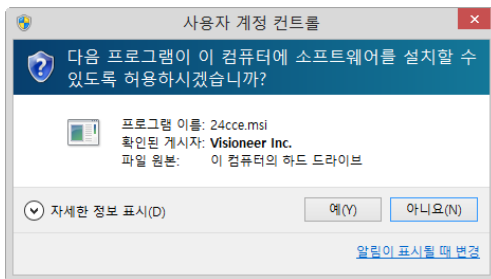 사용자 계정 컨트롤
다음 프로그램이 이 컴퓨터에 소프트웨어를 설치할 수
있도록 허용하시겠습니까?
프로그램 이름: 24cce.msi
확인된 게시자: Visioneer Inc.
파일 원본: 이 컴퓨터의 하드 드라이브
자세한 정보 표시(D)
예(Y)
아니요(N)
알림이 표시될 때 변경